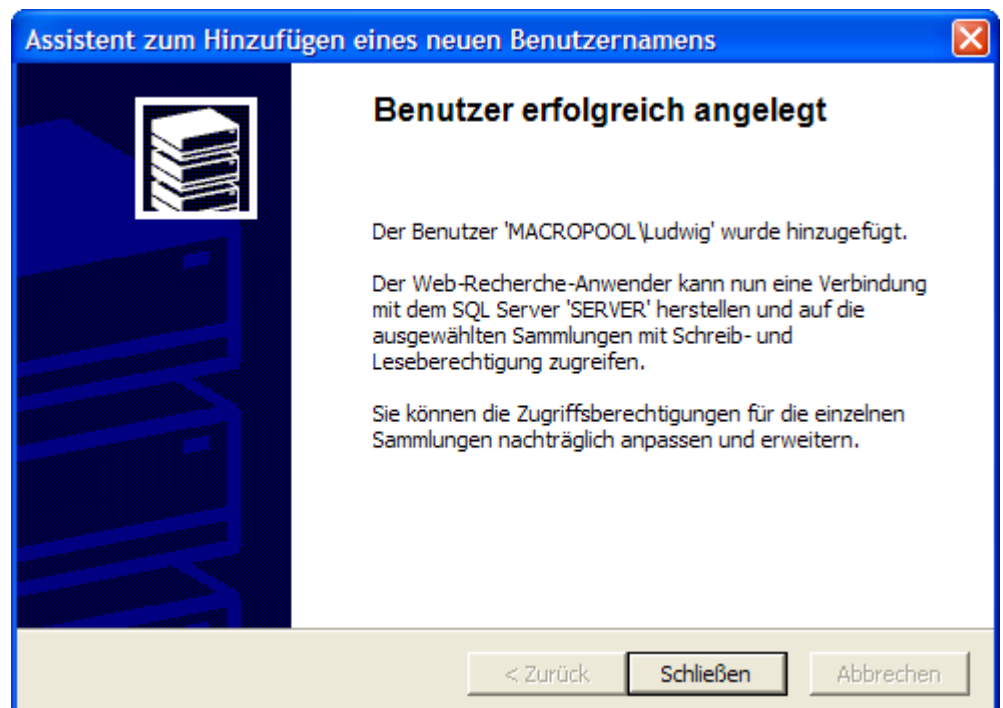 Assistent zum Hinzufügen eines neuen Benutzernamens
Benutzer erfolgreich angelegt
Der Benutzer 'MACROPOOL\Ludwig' wurde hinzugefügt.
Der Web-Recherche-Anwender kann nun eine Verbindung
mit dem SQL Server 'SERVER' herstellen und auf die
ausgewählten Sammlungen mit Schreib- und
Leseberechtigung zugreifen.
Sie können die Zugriffsberechtigungen für die einzelnen
Sammlungen nachträglich anpassen und erweitern.
< Zurück Schließen Abbrechen